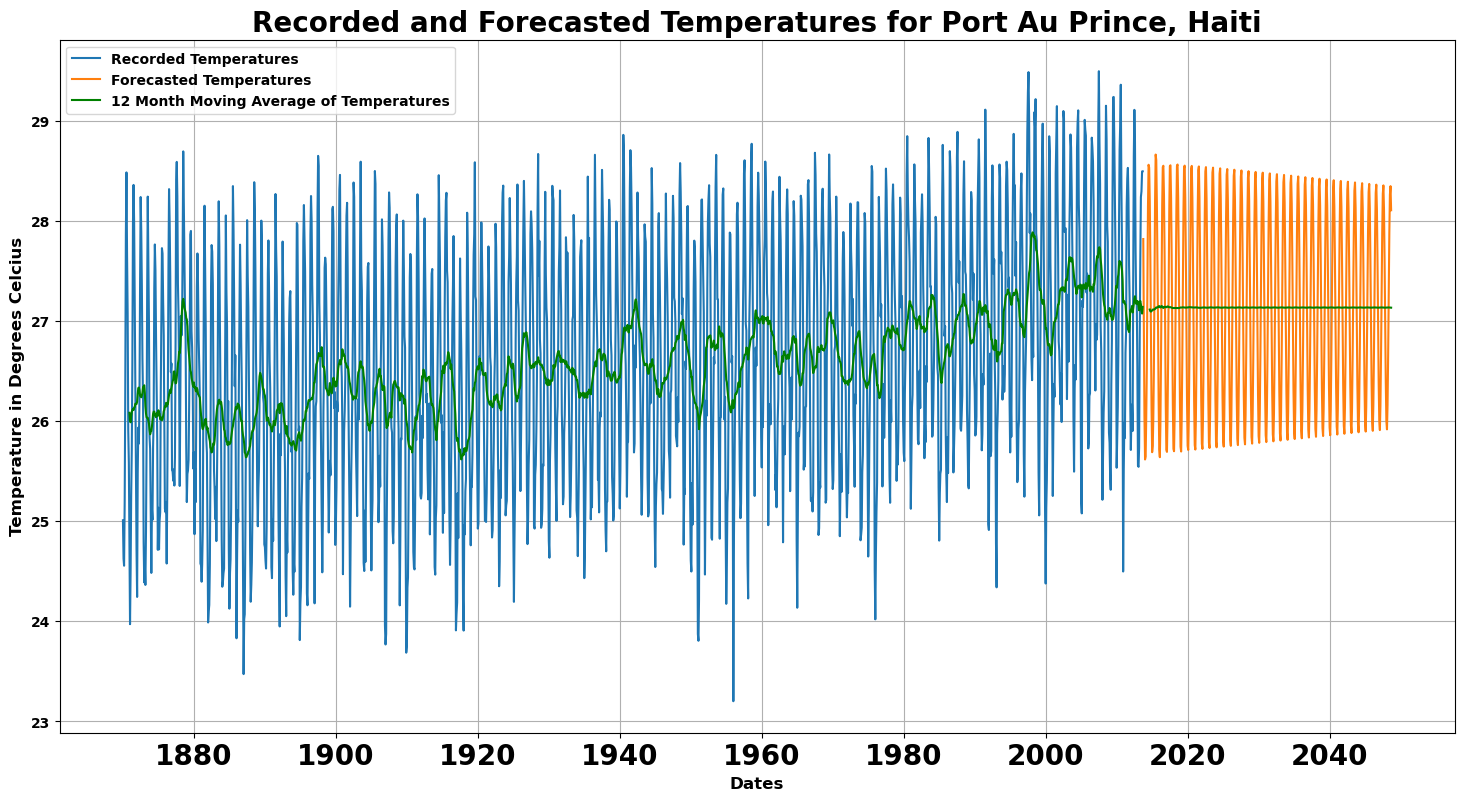 Recorded and Forecasted Temperatures for Port Au Prince, Haiti
Recorded Temperatures
Forecasted Temperatures
12 Month Moving Average of Temperatures
Temperature in Degrees Celcius
29
28
27
26
25
24
23
1880 1900 1920 1940 1960 1980 2000 2020 2040
Dates